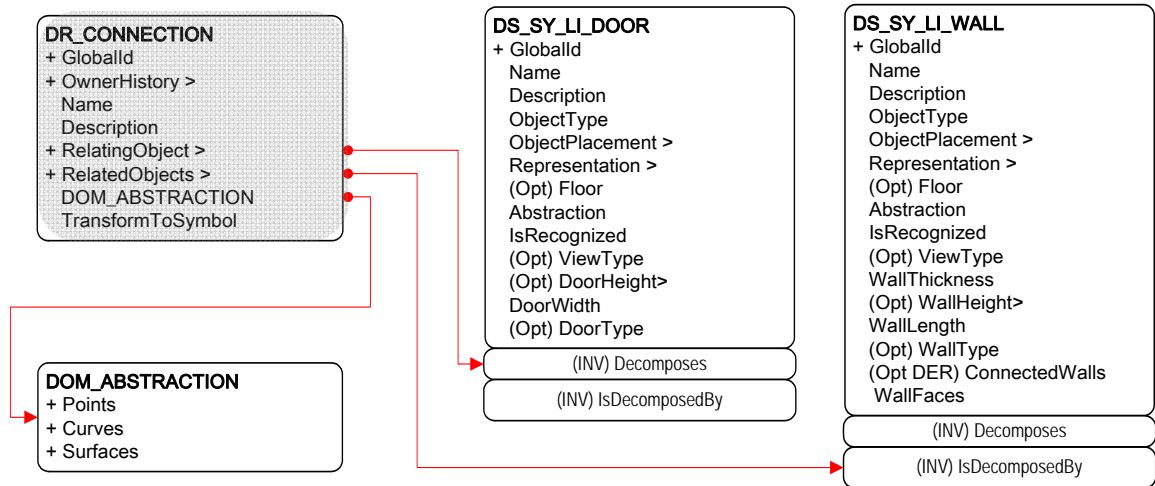 DR_CONNECTION
+ GlobalId
+ OwnerHistory >
Name
Description
+ RelatingObject >
+ RelatedObjects >
DOM_ABSTRACTION
TransformToSymbol
DOM_ABSTRACTION
+ Points
+ Curves
+ Surfaces
DS_SY_LI_DOOR
+ GlobalId
Name
Description
ObjectType
ObjectPlacement >
Representation >
(Opt) Floor
Abstraction
IsRecognized
(Opt) ViewType
(Opt) DoorHeight>
DoorWidth
(Opt) DoorType
(INV) Decomposes
(INV) IsDecomposedBy
DS_SY_LI_WALL
+ GlobalId
Name
Description
ObjectType
ObjectPlacement >
Representation >
(Opt) Floor
Abstraction
IsRecognized
(Opt) ViewType
WallThickness
(Opt) WallHeight>
WallLength
(Opt) WallType
(Opt DER) ConnectedWalls
WallFaces
(INV) Decomposes
(INV) IsDecomposedBy